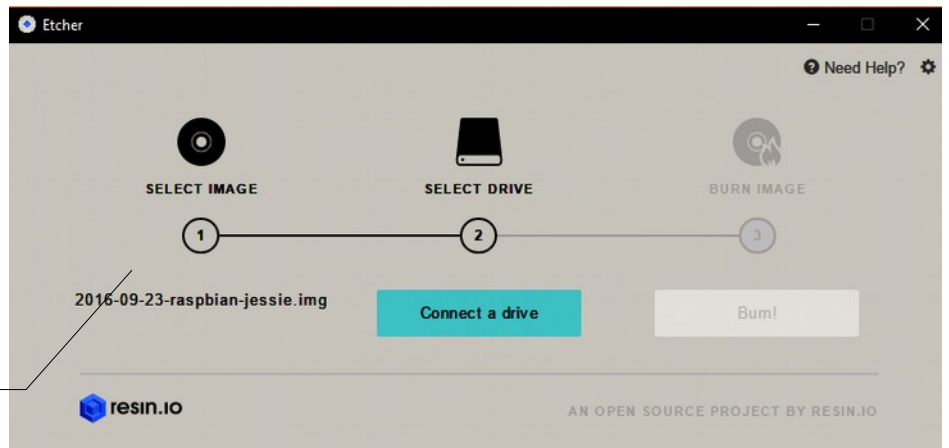 Etcher
Need Help?
SELECT IMAGE SELECT DRIVE BURN IMAGE
1 2 3
2016-09-23-raspbian-jessie.img Connect a drive Burn!
resin.io AN OPEN SOURCE PROJECT BY RESIN.IO